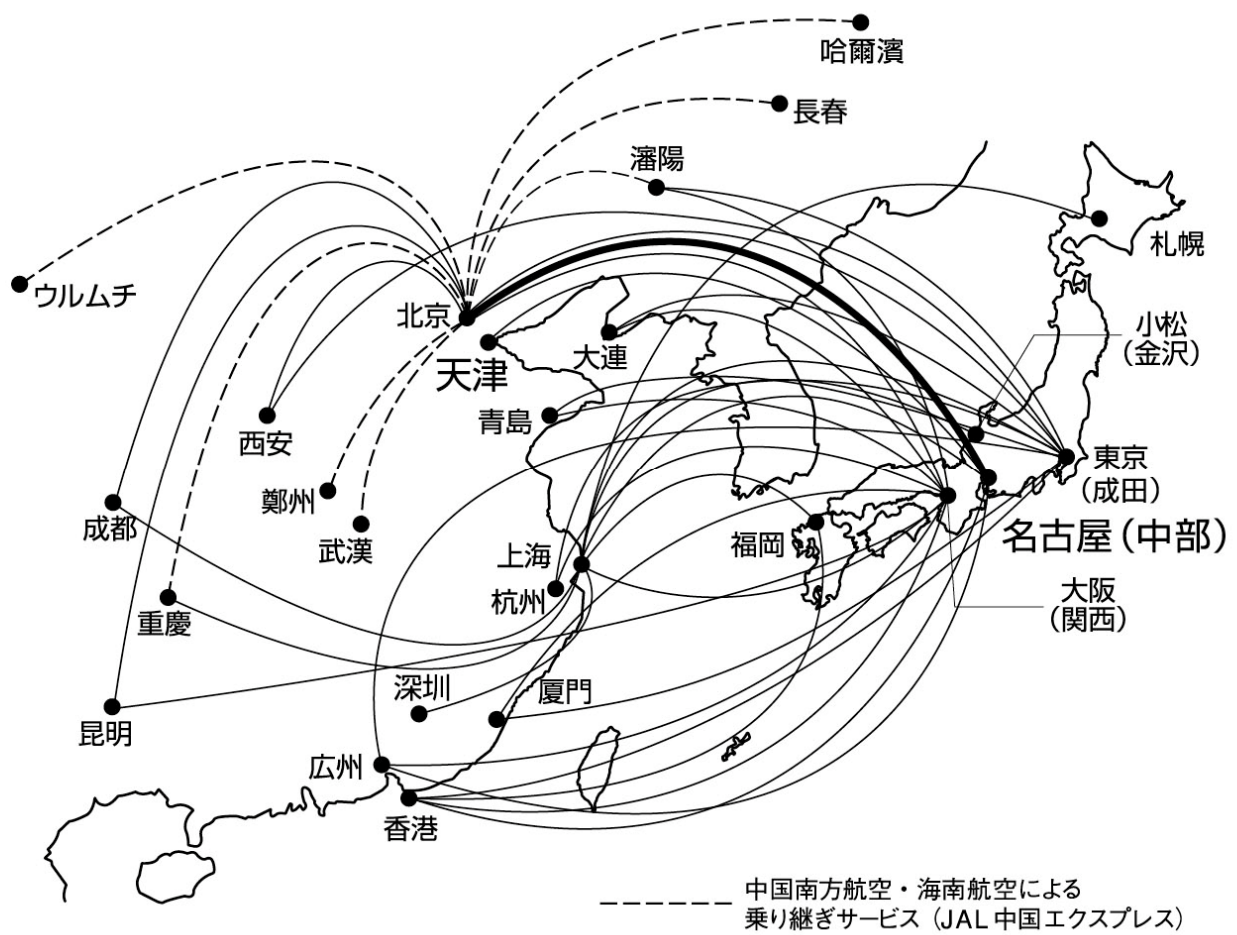 哈爾濱
長春
瀋陽
札幌
ウルムチ
北京
小松
(金沢)
天津
大連
青島
西安
東京
(成田)
鄭州
成都
武漢
福岡
名古屋(中部)
上海
杭州
大阪
(関西)
重慶
深圳
厦門
昆明
広州
香港
中国南方航空・海南航空による
乗り継ぎサービス(JAL中国エクスプレス)